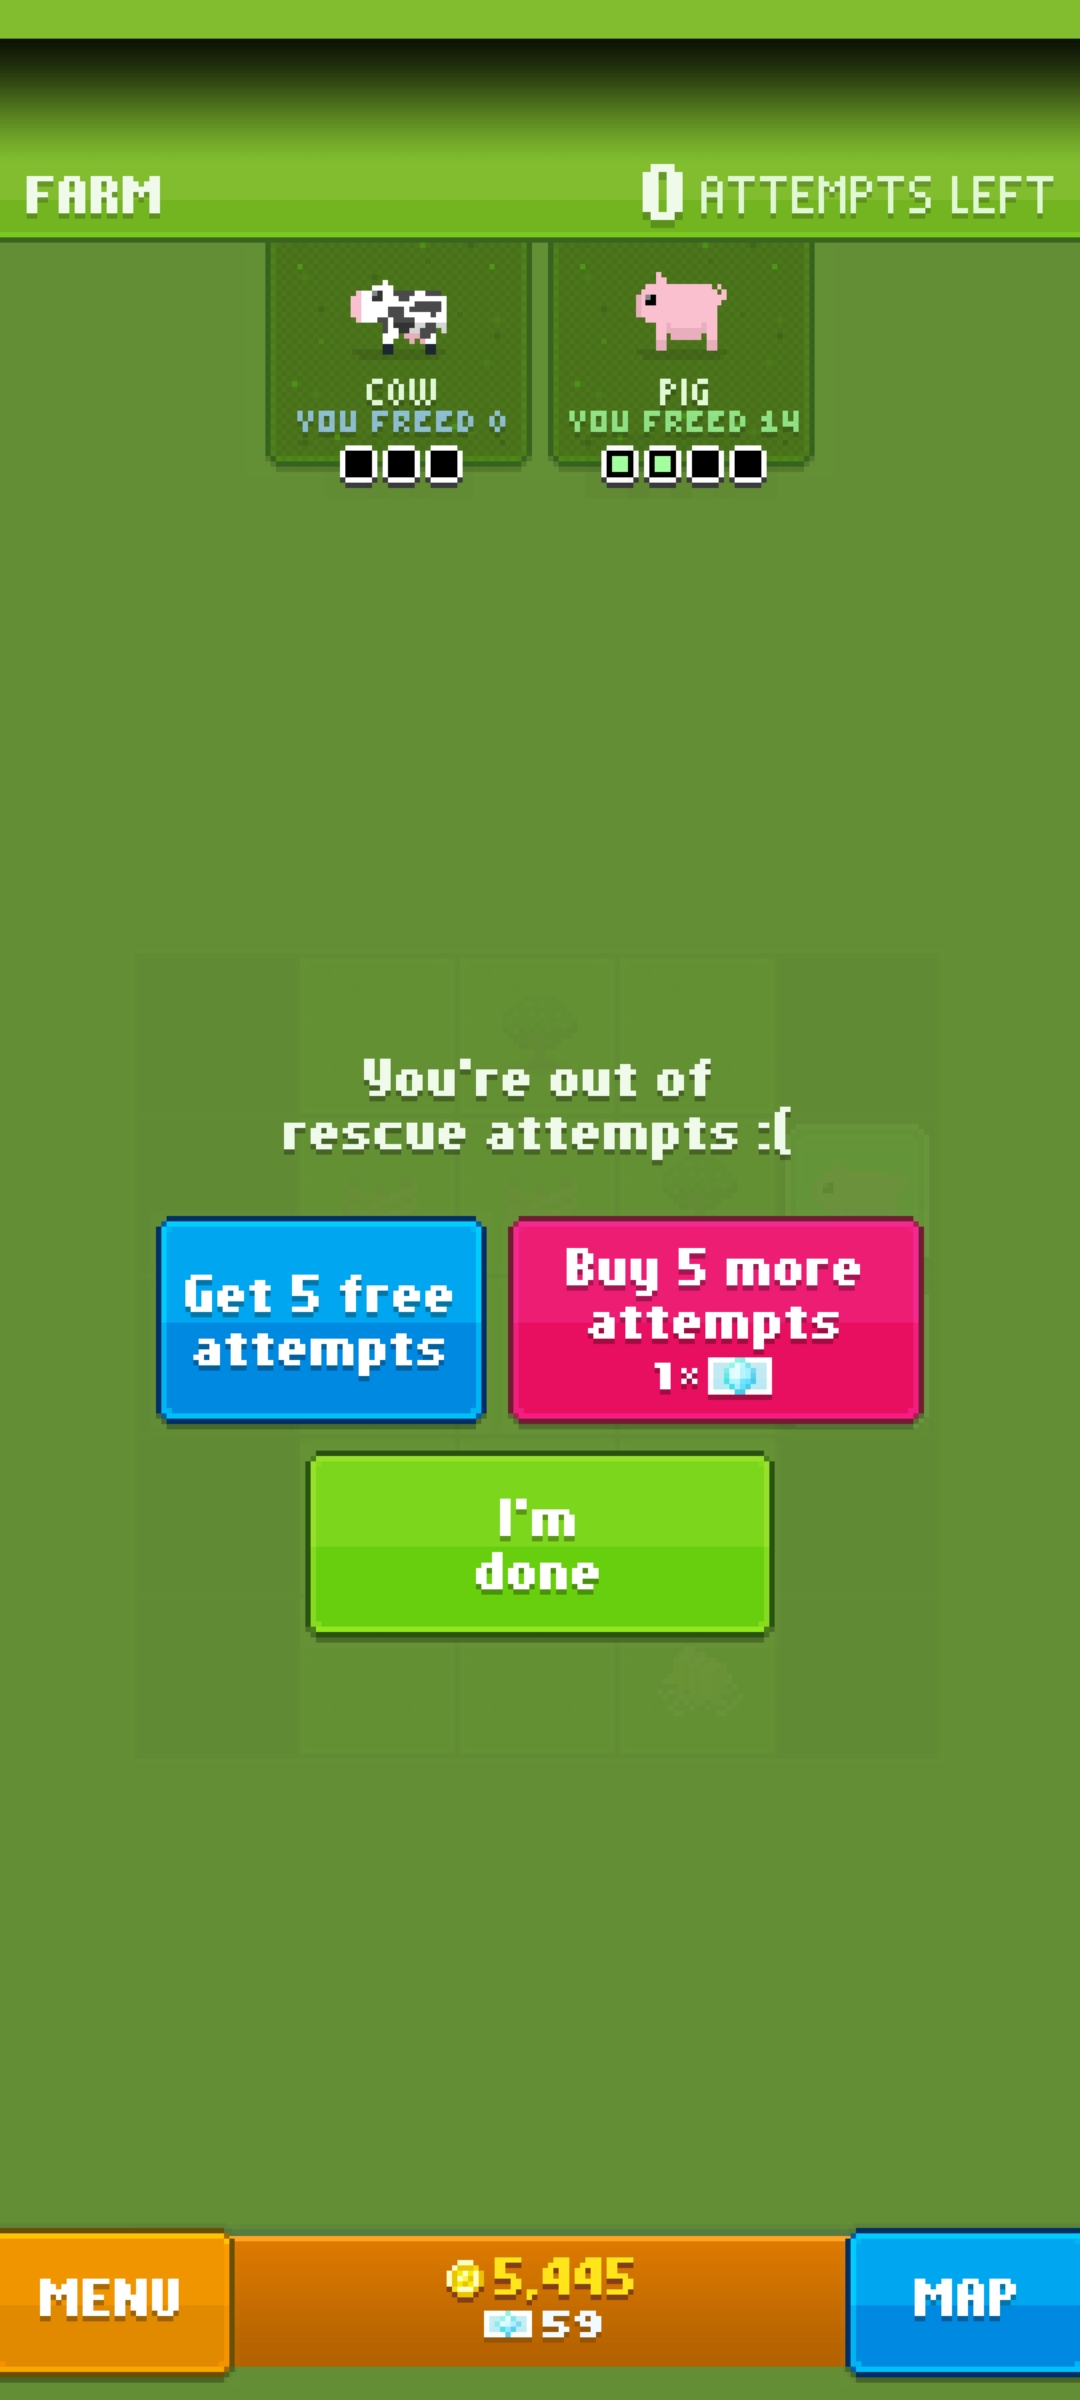 FARM
0 ATTEMPTS LEFT
COW
YOU FREED 0
PIG
YOU FREED 14
You're out of
rescue attempts :(
Get 5 free
attempts
Buy 5 more
attempts
1×
I'm
done
MENU
5,445
59
MAP